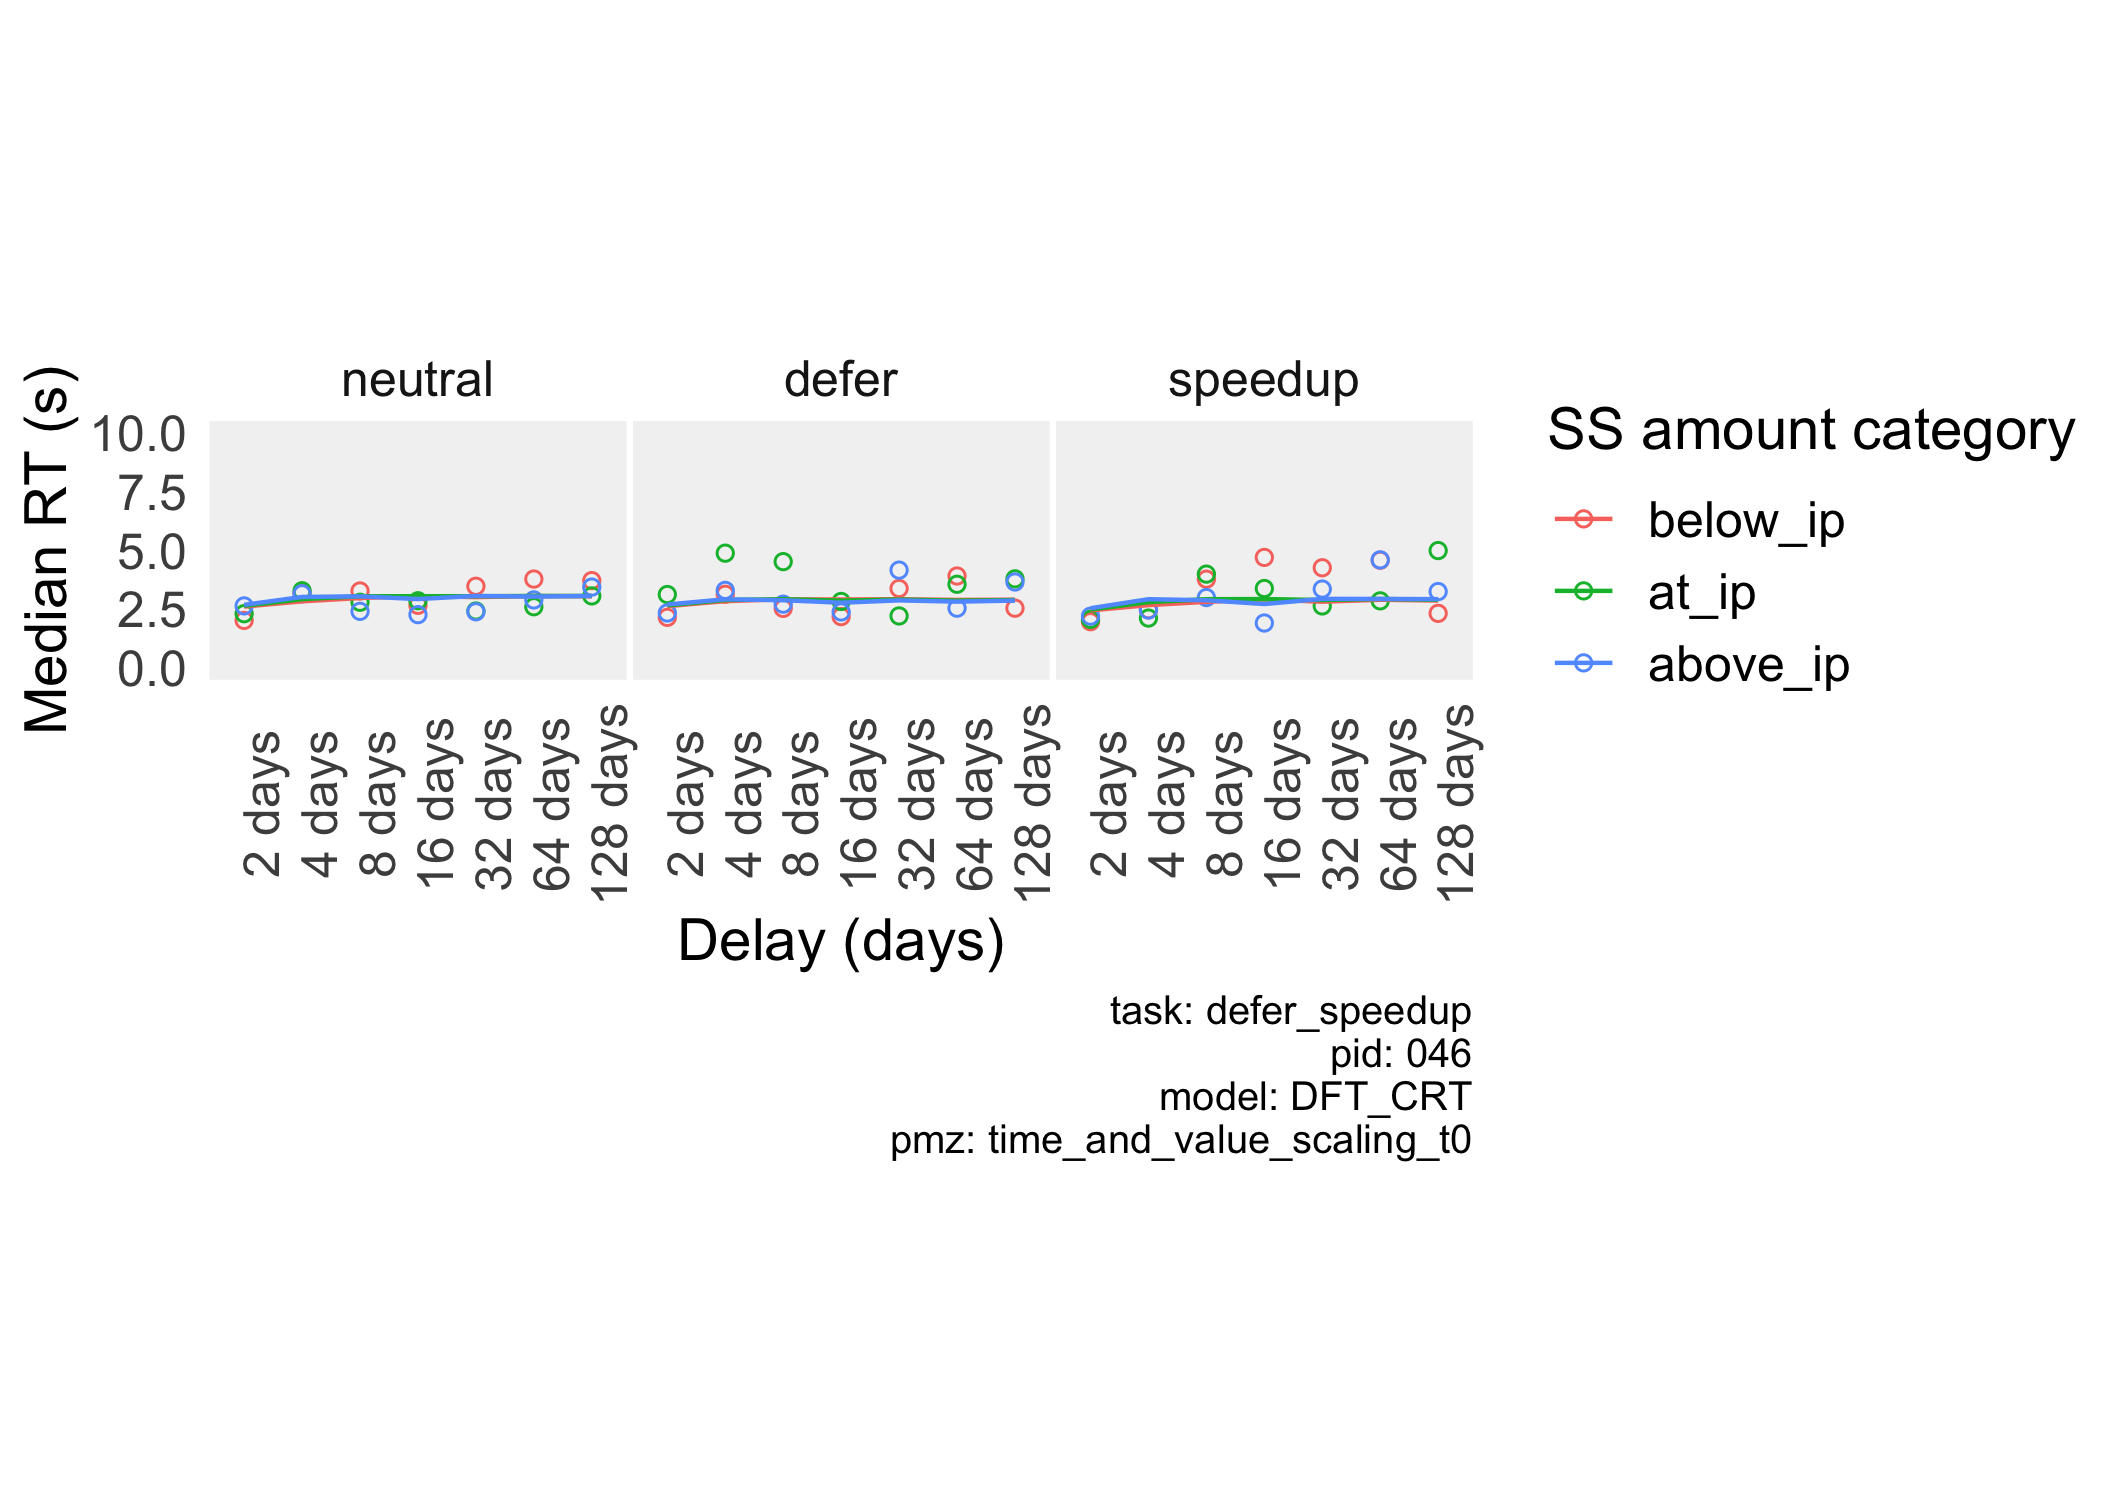 neutral
defer
speedup
Median RT (s)
10.0
7.5
5.0
2.5
0.0
2 days
4 days
8 days
16 days
32 days
64 days
128 days
2 days
4 days
8 days
16 days
32 days
64 days
128 days
2 days
4 days
8 days
16 days
32 days
64 days
128 days
Delay (days)
SS amount category
below_ip
at_ip
above_ip
task: defer_speedup
pid: 046
model: DFT_CRT
pmz: time_and_value_scaling_t0